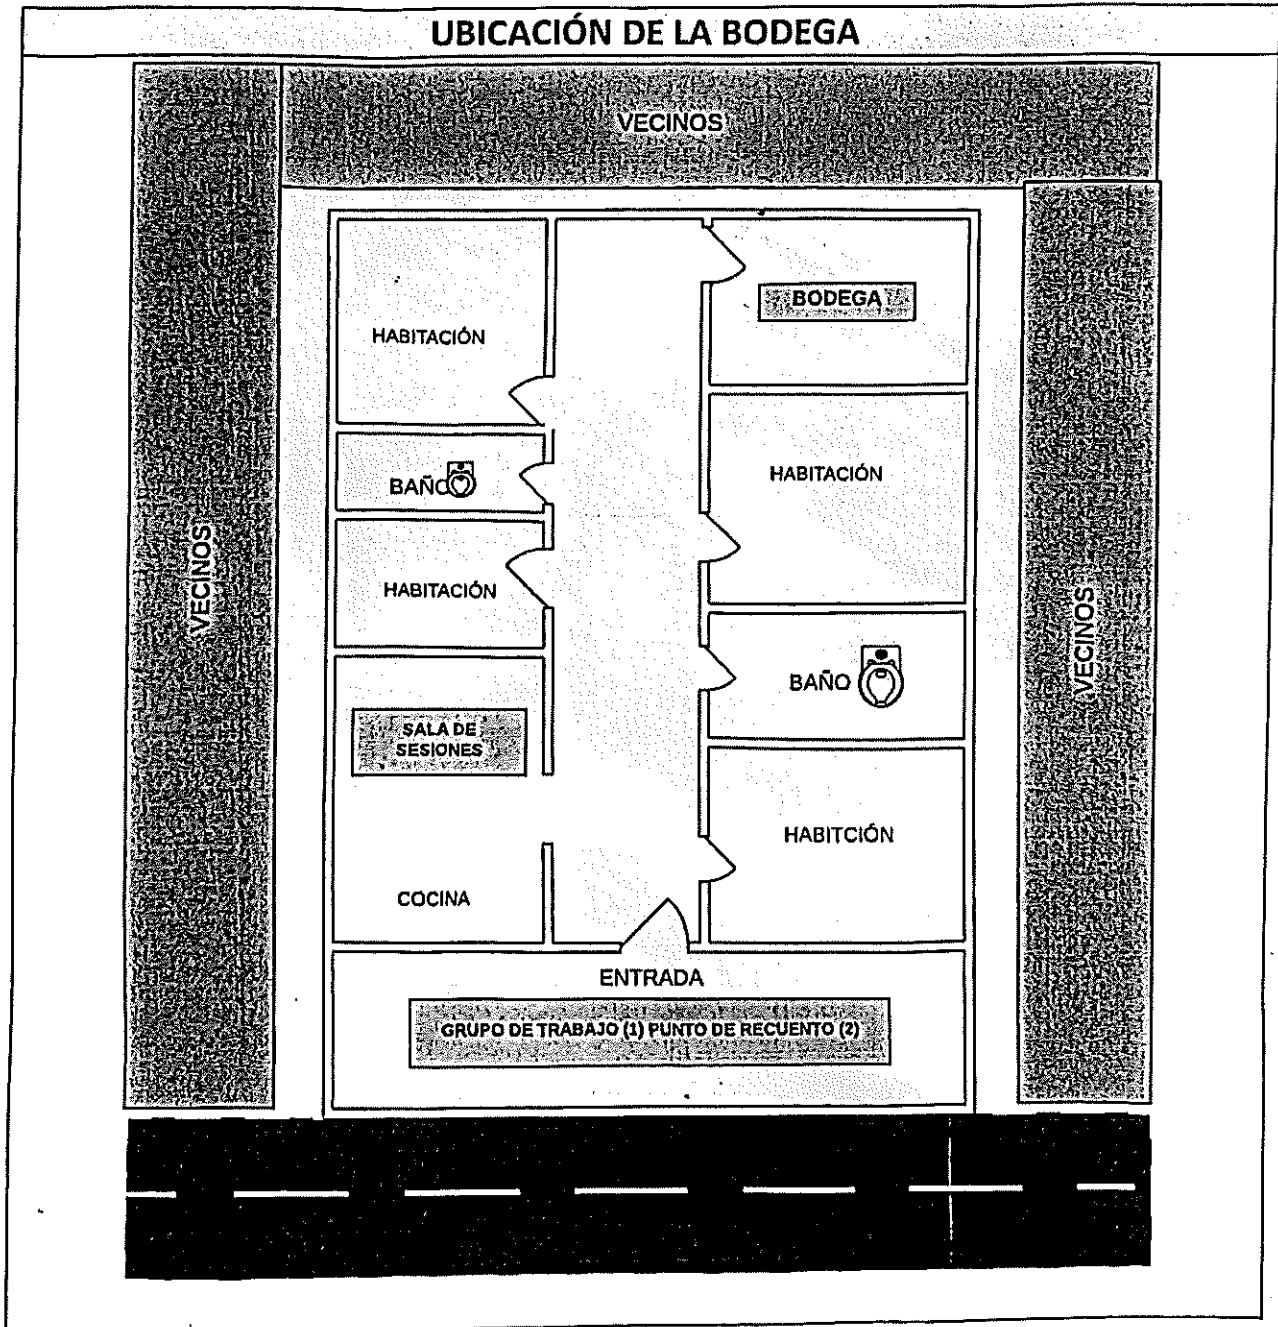 UBICACIÓN DE LA BODEGA
VECINOS
BODEGA
HABITACIÓN
HABITACIÓN
BAÑO
VECINOS
HABITACIÓN
VECINOS
BAÑO
SALA DE
SESIONES
HABITCIÓN
COCINA
ENTRADA
GRUPO DE TRABAJO (1) PUNTO DE RECUENTO (2)